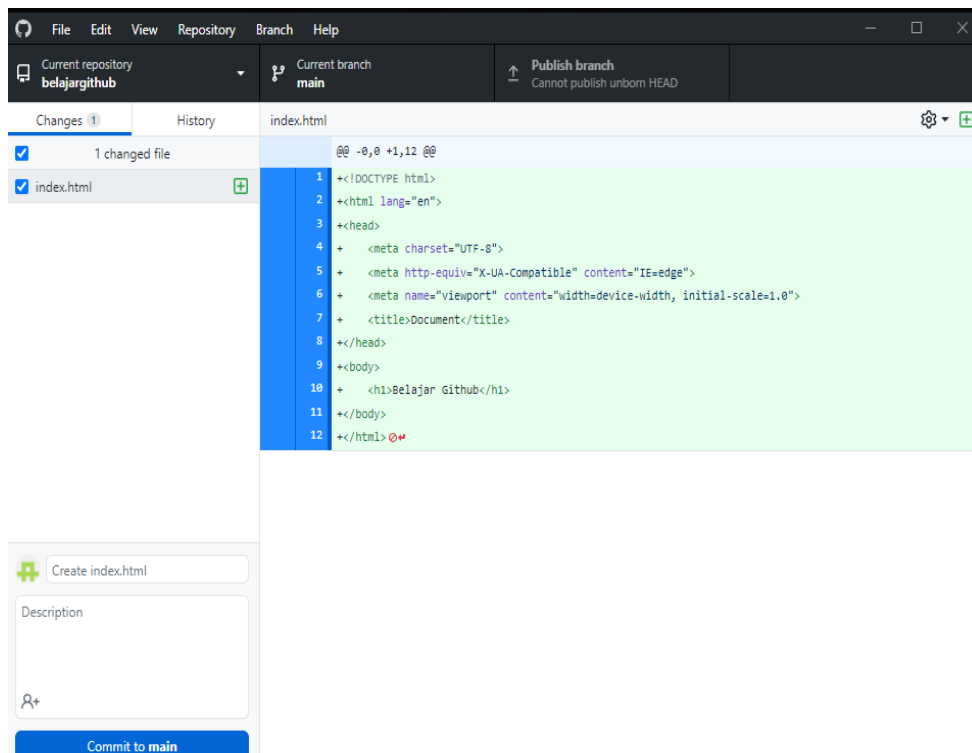 File Edit View Repository Branch Help
Current repository
belajargithub
Current branch
main
Publish branch
Cannot publish unborn HEAD
Changes 1 History
1 changed file
index.html
index.html
@@ -0,0 +1,12 @@
1 +<!DOCTYPE html>
2 +<html lang="en">
3 +<head>
4 +    <meta charset="UTF-8">
5 +    <meta http-equiv="X-UA-Compatible" content="IE=edge">
6 +    <meta name="viewport" content="width=device-width, initial-scale=1.0">
7 +    <title>Document</title>
8 +</head>
9 +<body>
10 +    <h1>Belajar Github</h1>
11 +</body>
12 +</html>
Create index.html
Description
Commit to main